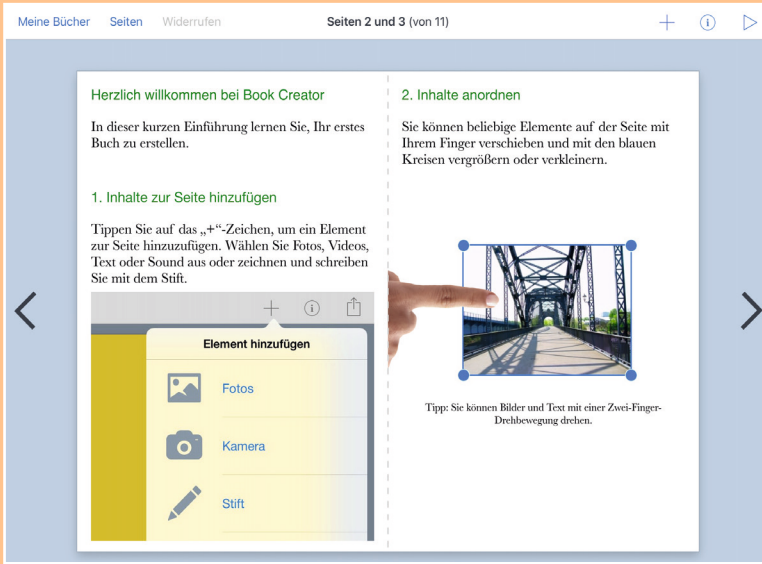 Meine Bücher Seiten Widerrufen Seiten 2 und 3 (von 11)
Herzlich willkommen bei Book Creator
In dieser kurzen Einführung lernen Sie, Ihr erstes
Buch zu erstellen.
1. Inhalte zur Seite hinzufügen
Tippen Sie auf das „+“-Zeichen, um ein Element
zur Seite hinzuzufügen. Wählen Sie Fotos, Videos,
Text oder Sound aus oder zeichnen und schreiben
Sie mit dem Stift.
Element hinzufügen
Fotos
Kamera
Stift
2. Inhalte anordnen
Sie können beliebige Elemente auf der Seite mit
Ihrem Finger verschieben und mit den blauen
Kreisen vergrößern oder verkleinern.
Tipp: Sie können Bilder und Text mit einer Zwei-Finger-
Drehbewegung drehen.